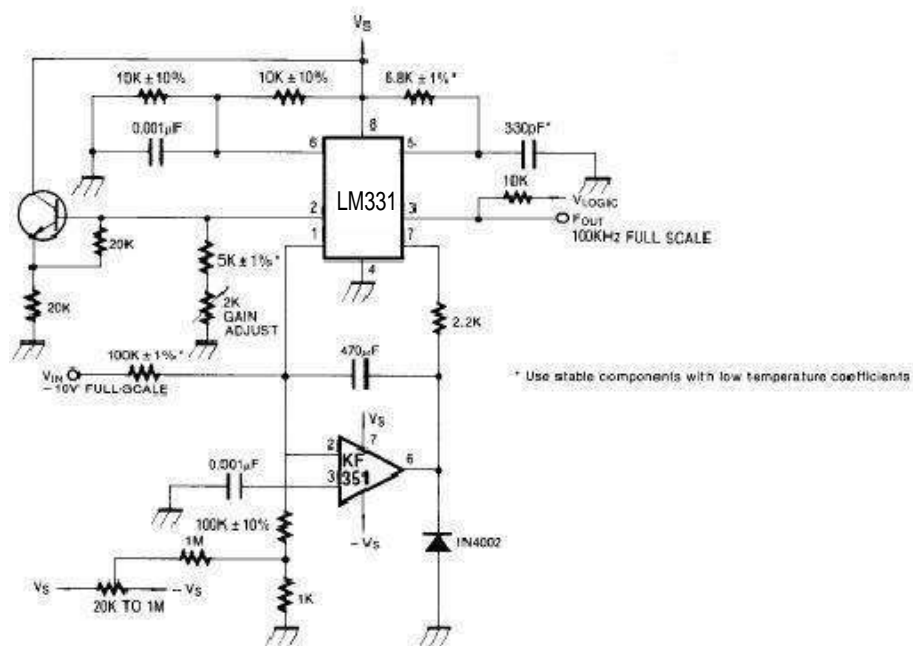 V_S
10K ± 10%
10K ± 10%
6.8K ± 1% *
0.001µF
6
8
5
330pF*
LM331
10K
V_LOGIC
2
3
F_OUT
100KHz FULL SCALE
1
7
4
20K
5K ± 1% *
20K
2K
GAIN
ADJUST
2.2K
100K ± 1% *
470µF
V_IN
−10V FULL-SCALE
* Use stable components with low temperature coefficients
V_S
7
2
KF
351
6
3
0.001µF
100K ± 10%
−V_S
1N4002
1M
V_S
−V_S
20K TO 1M
1K